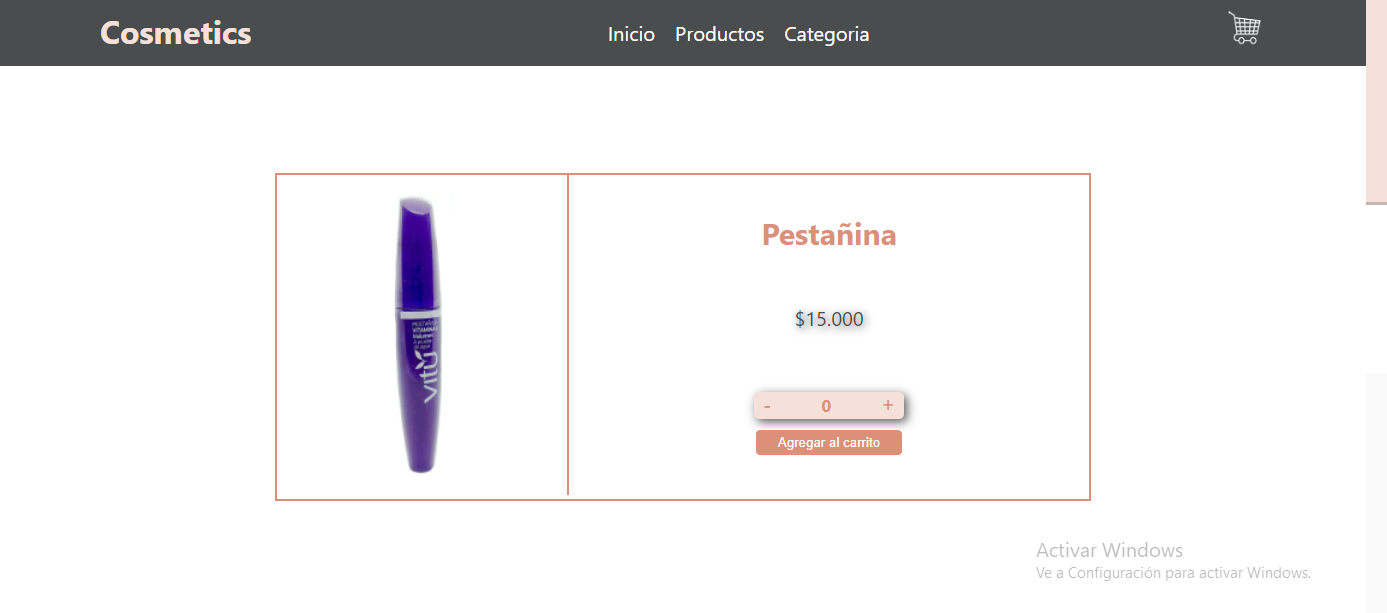 Cosmetics
Inicio Productos Categoria
Pestañina
$15.000
- 0 +
Agregar al carrito
vitú
Activar Windows
Ve a Configuración para activar Windows.